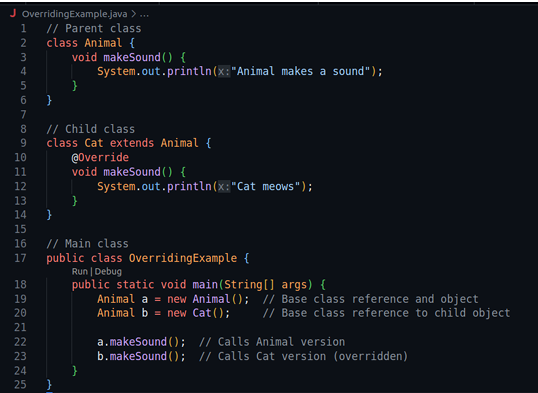 J OverridingExample.java > ...
1 // Parent class
2 class Animal {
3     void makeSound() {
4         System.out.println(x:"Animal makes a sound");
5     }
6 }
7
8 // Child class
9 class Cat extends Animal {
10     @Override
11     void makeSound() {
12         System.out.println(x:"Cat meows");
13     }
14 }
15
16 // Main class
17 public class OverridingExample {
Run | Debug
18     public static void main(String[] args) {
19         Animal a = new Animal();  // Base class reference and object
20         Animal b = new Cat();     // Base class reference to child object
21
22         a.makeSound();  // Calls Animal version
23         b.makeSound();  // Calls Cat version (overridden)
24     }
25 }